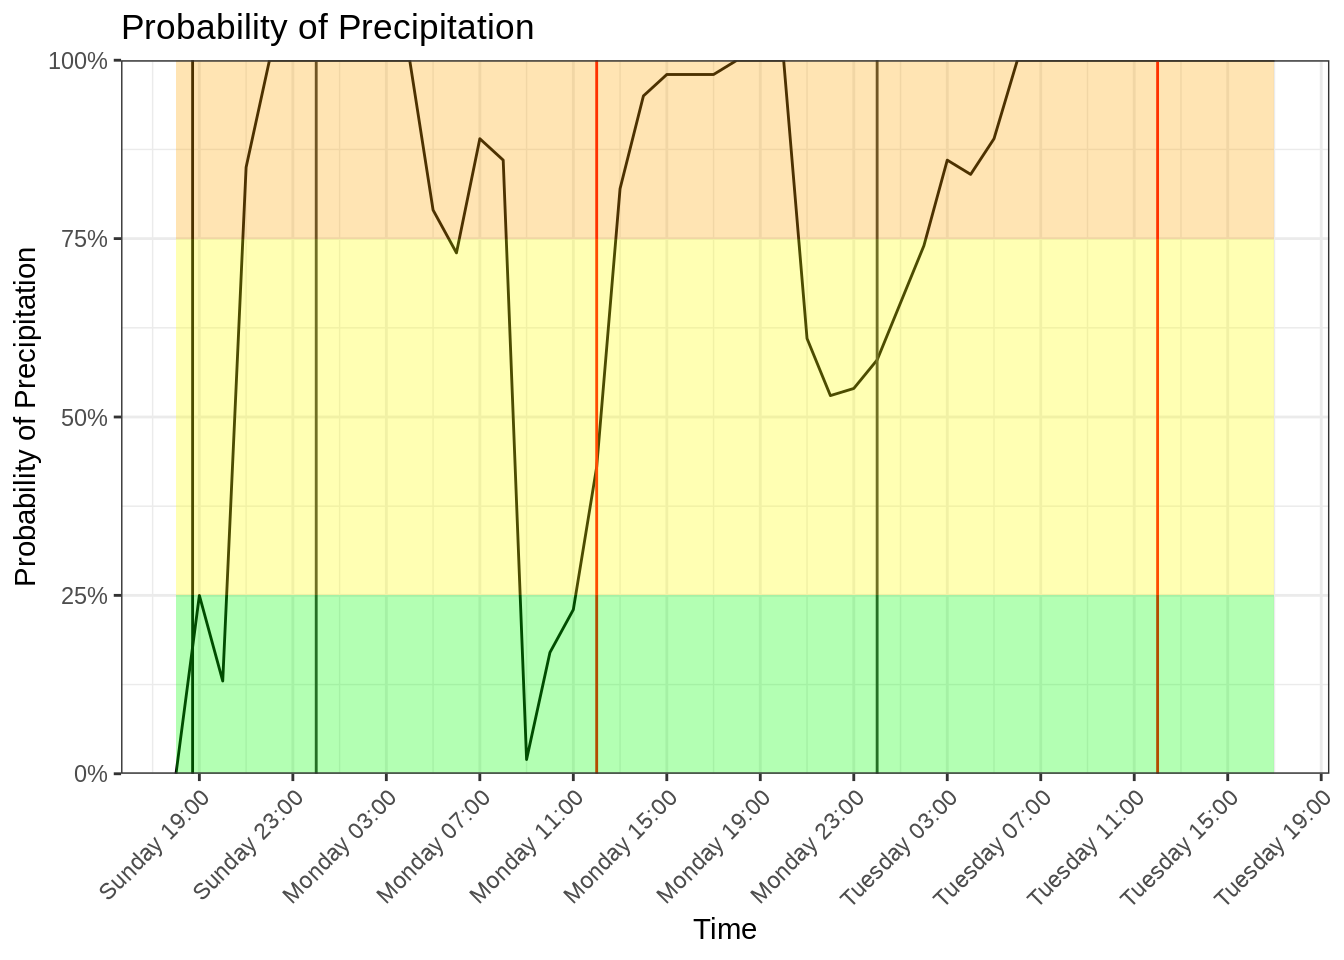 Probability of Precipitation
Probability of Precipitation
100%
75%
50%
25%
0%
Sunday 19:00
Sunday 23:00
Monday 03:00
Monday 07:00
Monday 11:00
Monday 15:00
Monday 19:00
Monday 23:00
Tuesday 03:00
Tuesday 07:00
Tuesday 11:00
Tuesday 15:00
Tuesday 19:00
Time